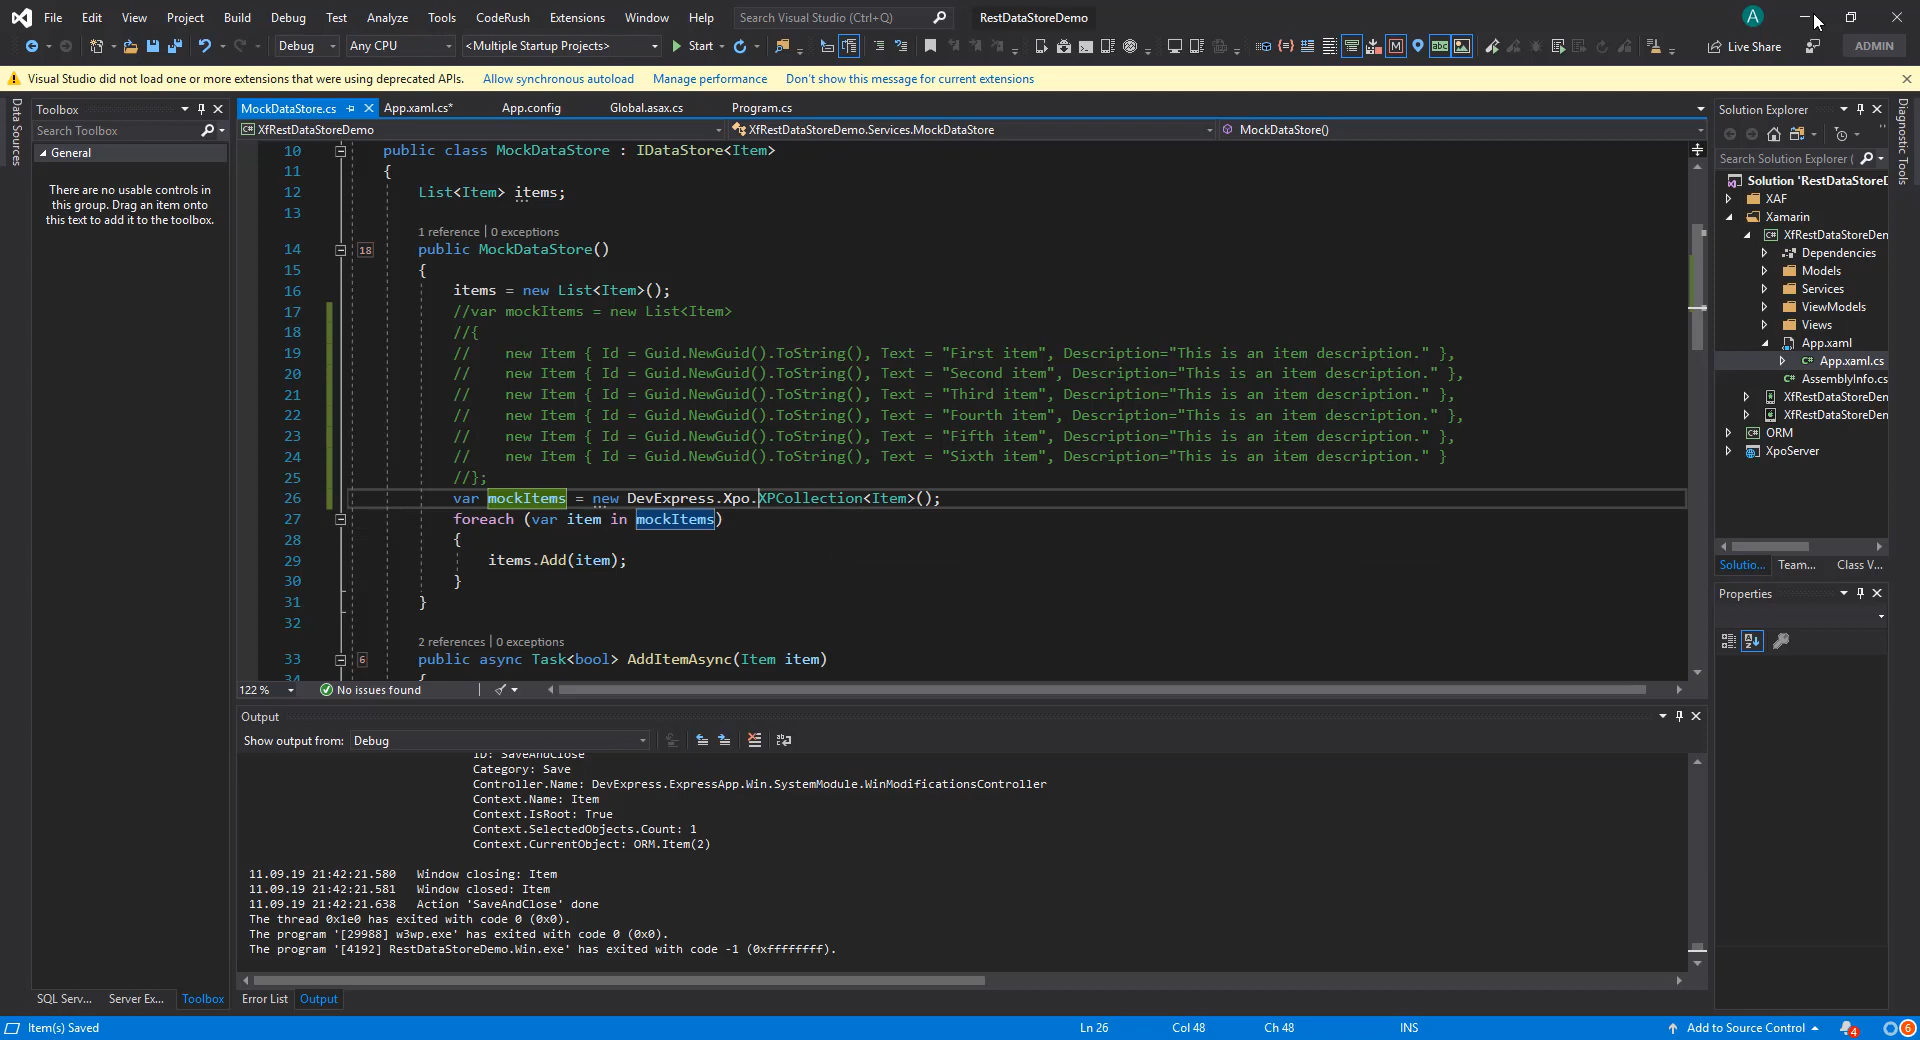 File Edit View Project Build Debug Test Analyze Tools CodeRush Extensions Window Help Search Visual Studio (Ctrl+Q) RestDataStoreDemo A
Debug Any CPU <Multiple Startup Projects> Start Live Share ADMIN
Visual Studio did not load one or more extensions that were using deprecated APIs. Allow synchronous autoload Manage performance Don't show this message for current extensions
Data Sources
Toolbox
Search Toolbox
General
There are no usable controls in
this group. Drag an item onto
this text to add it to the toolbox.
SQL Serv... Server Ex... Toolbox
MockDataStore.cs App.xaml.cs* App.config Global.asax.cs Program.cs
XfRestDataStoreDemo XfRestDataStoreDemo.Services.MockDataStore MockDataStore()
10 public class MockDataStore : IDataStore<Item>
11 {
12 List<Item> items;
13
1 reference | 0 exceptions
14 18 public MockDataStore()
15 {
16 items = new List<Item>();
17 //var mockItems = new List<Item>
18 //{
19 // new Item { Id = Guid.NewGuid().ToString(), Text = "First item", Description="This is an item description." },
20 // new Item { Id = Guid.NewGuid().ToString(), Text = "Second item", Description="This is an item description." },
21 // new Item { Id = Guid.NewGuid().ToString(), Text = "Third item", Description="This is an item description." },
22 // new Item { Id = Guid.NewGuid().ToString(), Text = "Fourth item", Description="This is an item description." },
23 // new Item { Id = Guid.NewGuid().ToString(), Text = "Fifth item", Description="This is an item description." },
24 // new Item { Id = Guid.NewGuid().ToString(), Text = "Sixth item", Description="This is an item description." }
25 //};
26 var mockItems = new DevExpress.Xpo.XPCollection<Item>();
27 foreach (var item in mockItems)
28 {
29 items.Add(item);
30 }
31 }
32
2 references | 0 exceptions
33 6 public async Task<bool> AddItemAsync(Item item)
34 {
122 % No issues found
Output
Show output from: Debug
ID: SaveAndClose
Category: Save
Controller.Name: DevExpress.ExpressApp.Win.SystemModule.WinModificationsController
Context.Name: Item
Context.IsRoot: True
Context.SelectedObjects.Count: 1
Context.CurrentObject: ORM.Item(2)
11.09.19 21:42:21.580 Window closing: Item
11.09.19 21:42:21.581 Window closed: Item
11.09.19 21:42:21.638 Action 'SaveAndClose' done
The thread 0x1e0 has exited with code 0 (0x0).
The program '[29988] w3wp.exe' has exited with code 0 (0x0).
The program '[4192] RestDataStoreDemo.Win.exe' has exited with code -1 (0xffffffff).
Error List Output
Solution Explorer
Search Solution Explorer (
Solution 'RestDataStoreD
XAF
Xamarin
XfRestDataStoreDen
Dependencies
Models
Services
ViewModels
Views
App.xaml
App.xaml.cs
AssemblyInfo.cs
XfRestDataStoreDen
XfRestDataStoreDen
ORM
XpoServer
Solutio... Team... Class V...
Properties
Diagnostic Tools
Item(s) Saved Ln 26 Col 48 Ch 48 INS Add to Source Control 4 6